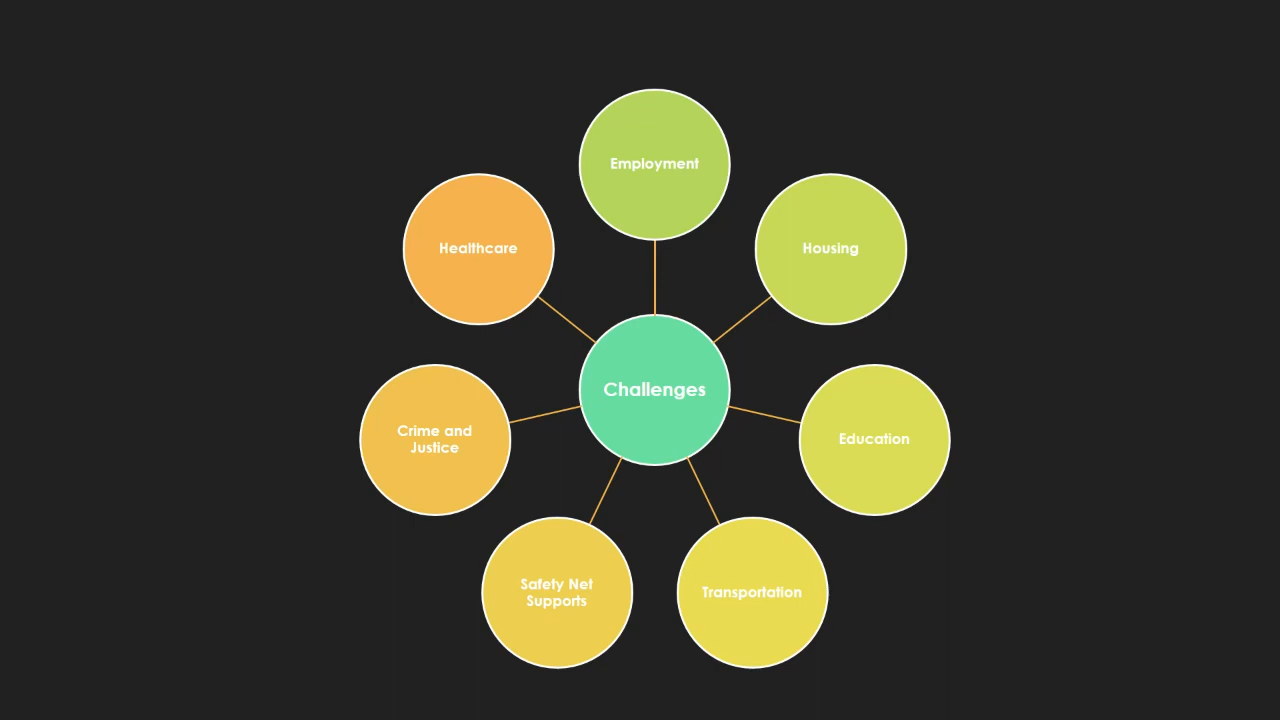 Employment
Healthcare
Housing
Challenges
Crime and
Justice
Education
Safety Net
Supports
Transportation